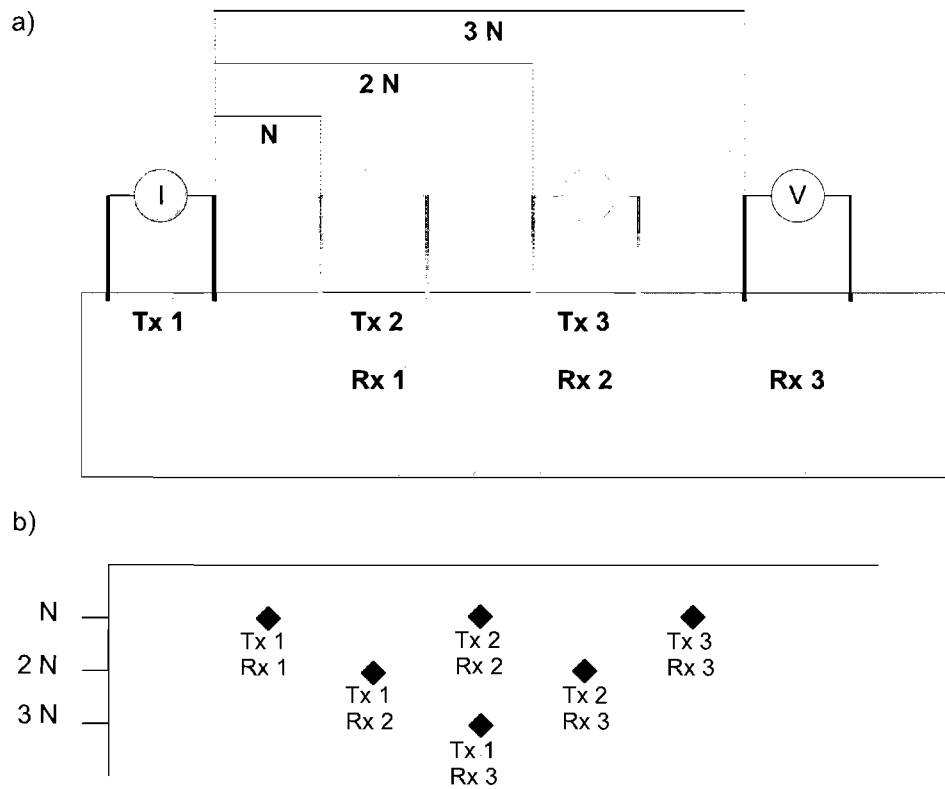 a)
3 N
2 N
N
I
V
Tx 1 Tx 2 Tx 3
Rx 1 Rx 2 Rx 3
b)
N
Tx 1 Tx 2 Tx 3
Rx 1 Rx 2 Rx 3
2 N
Tx 1 Tx 2
Rx 2 Rx 3
3 N
Tx 1
Rx 3